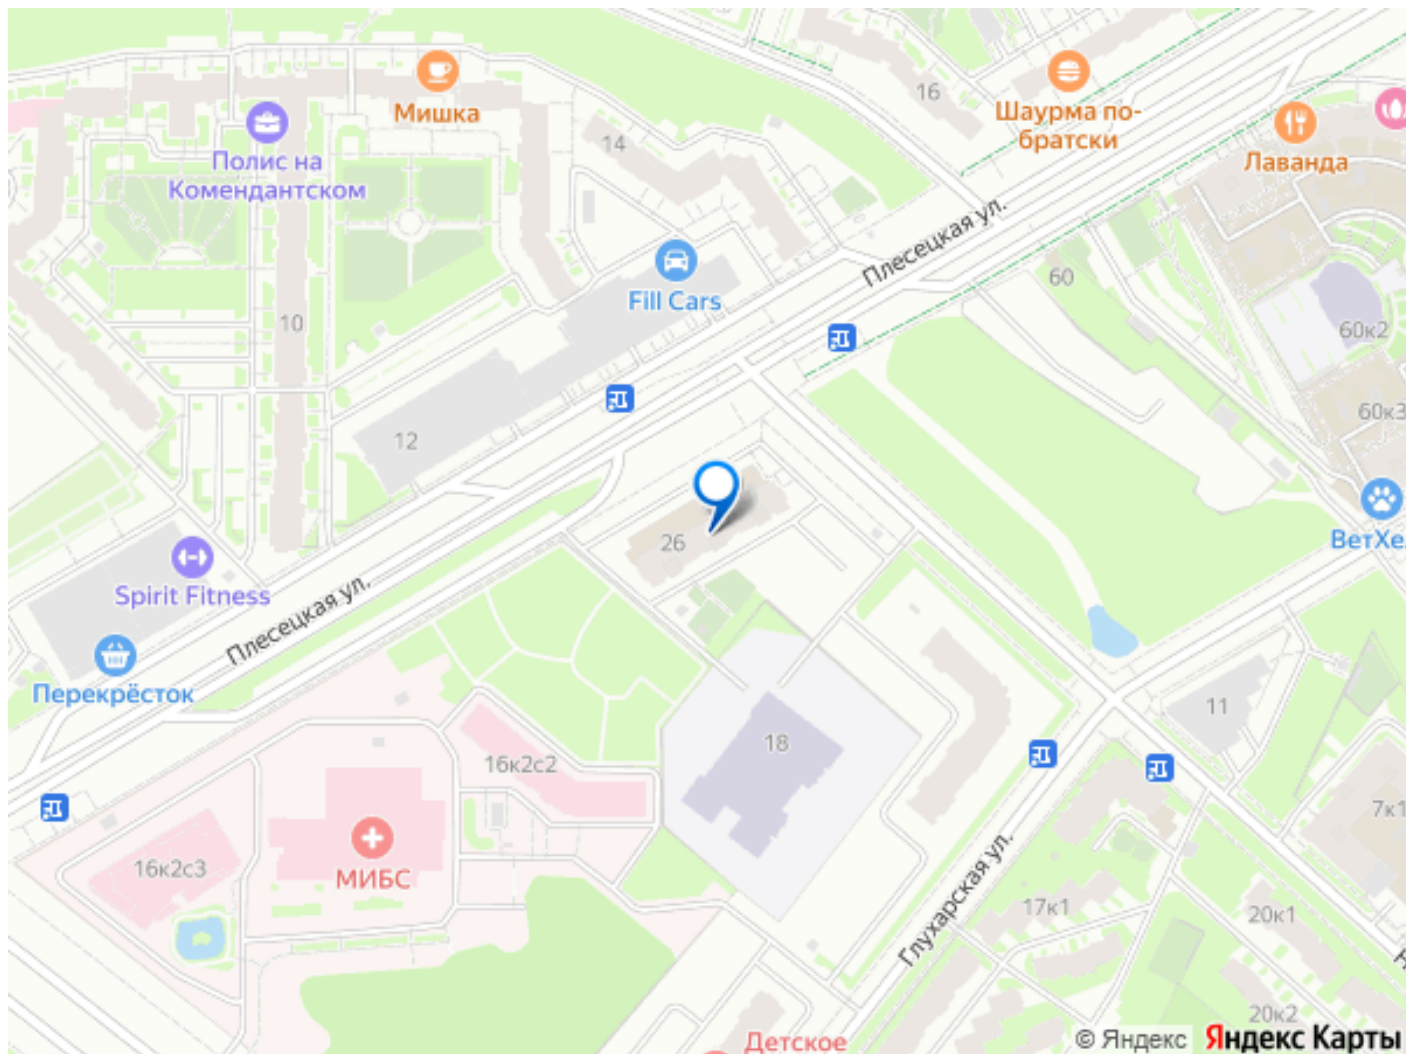 Мишка
16
Шаурма по-
братски
Лаванда
Полис на
Комендантском
14
Плесецкая ул.
Fill Cars
60
10
60к2
60к3
12
26
Spirit Fitness
Плесецкая ул.
Перекрёсток
16к2с2
18
11
16к2с3
МИБС
7к1
Глухарская ул.
17к1
20к1
20к2
Детское
© Яндекс
Яндекс Карты